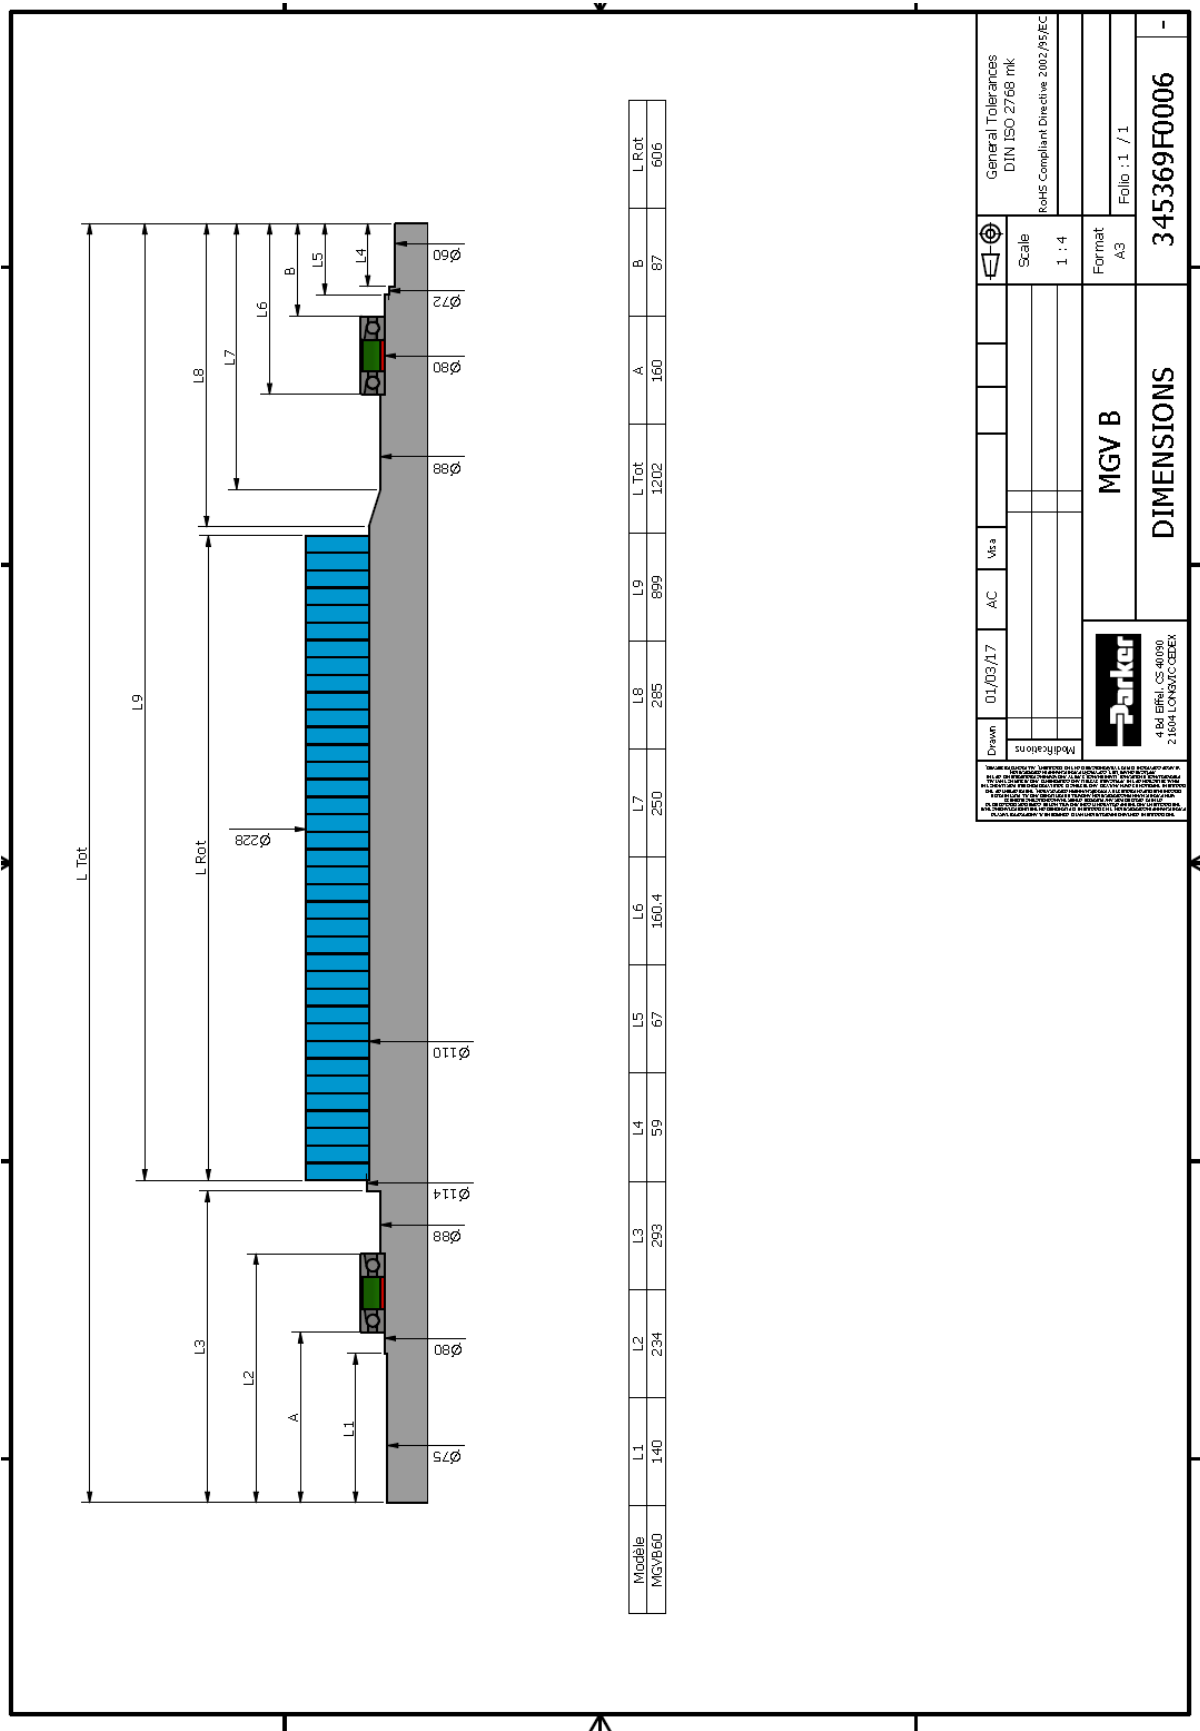 L Tot
L9
L3
L Rot
L8
L2
L7
A
L6
L1
B
L5
L4
Ø228
Ø75
Ø80
Ø88
Ø114
Ø110
Ø88
Ø80
Ø72
Ø60
Modèle L1 L2 L3 L4 L5 L6 L7 L8 L9 L Tot A B L Rot
MGVB60 140 234 293 59 67 160.4 250 285 899 1202 160 87 606
Drawn 01/03/17 AC Visa
Modifications
General Tolerances
DIN ISO 2768 mk
RoHS Compliant Directive 2002/95/EC
Scale
1 : 4
Format
A3
Folio : 1 / 1
Parker
4 Bd Eiffel, CS 40090
21604 LONGVIC CEDEX
MGV B
DIMENSIONS
345369F0006 -